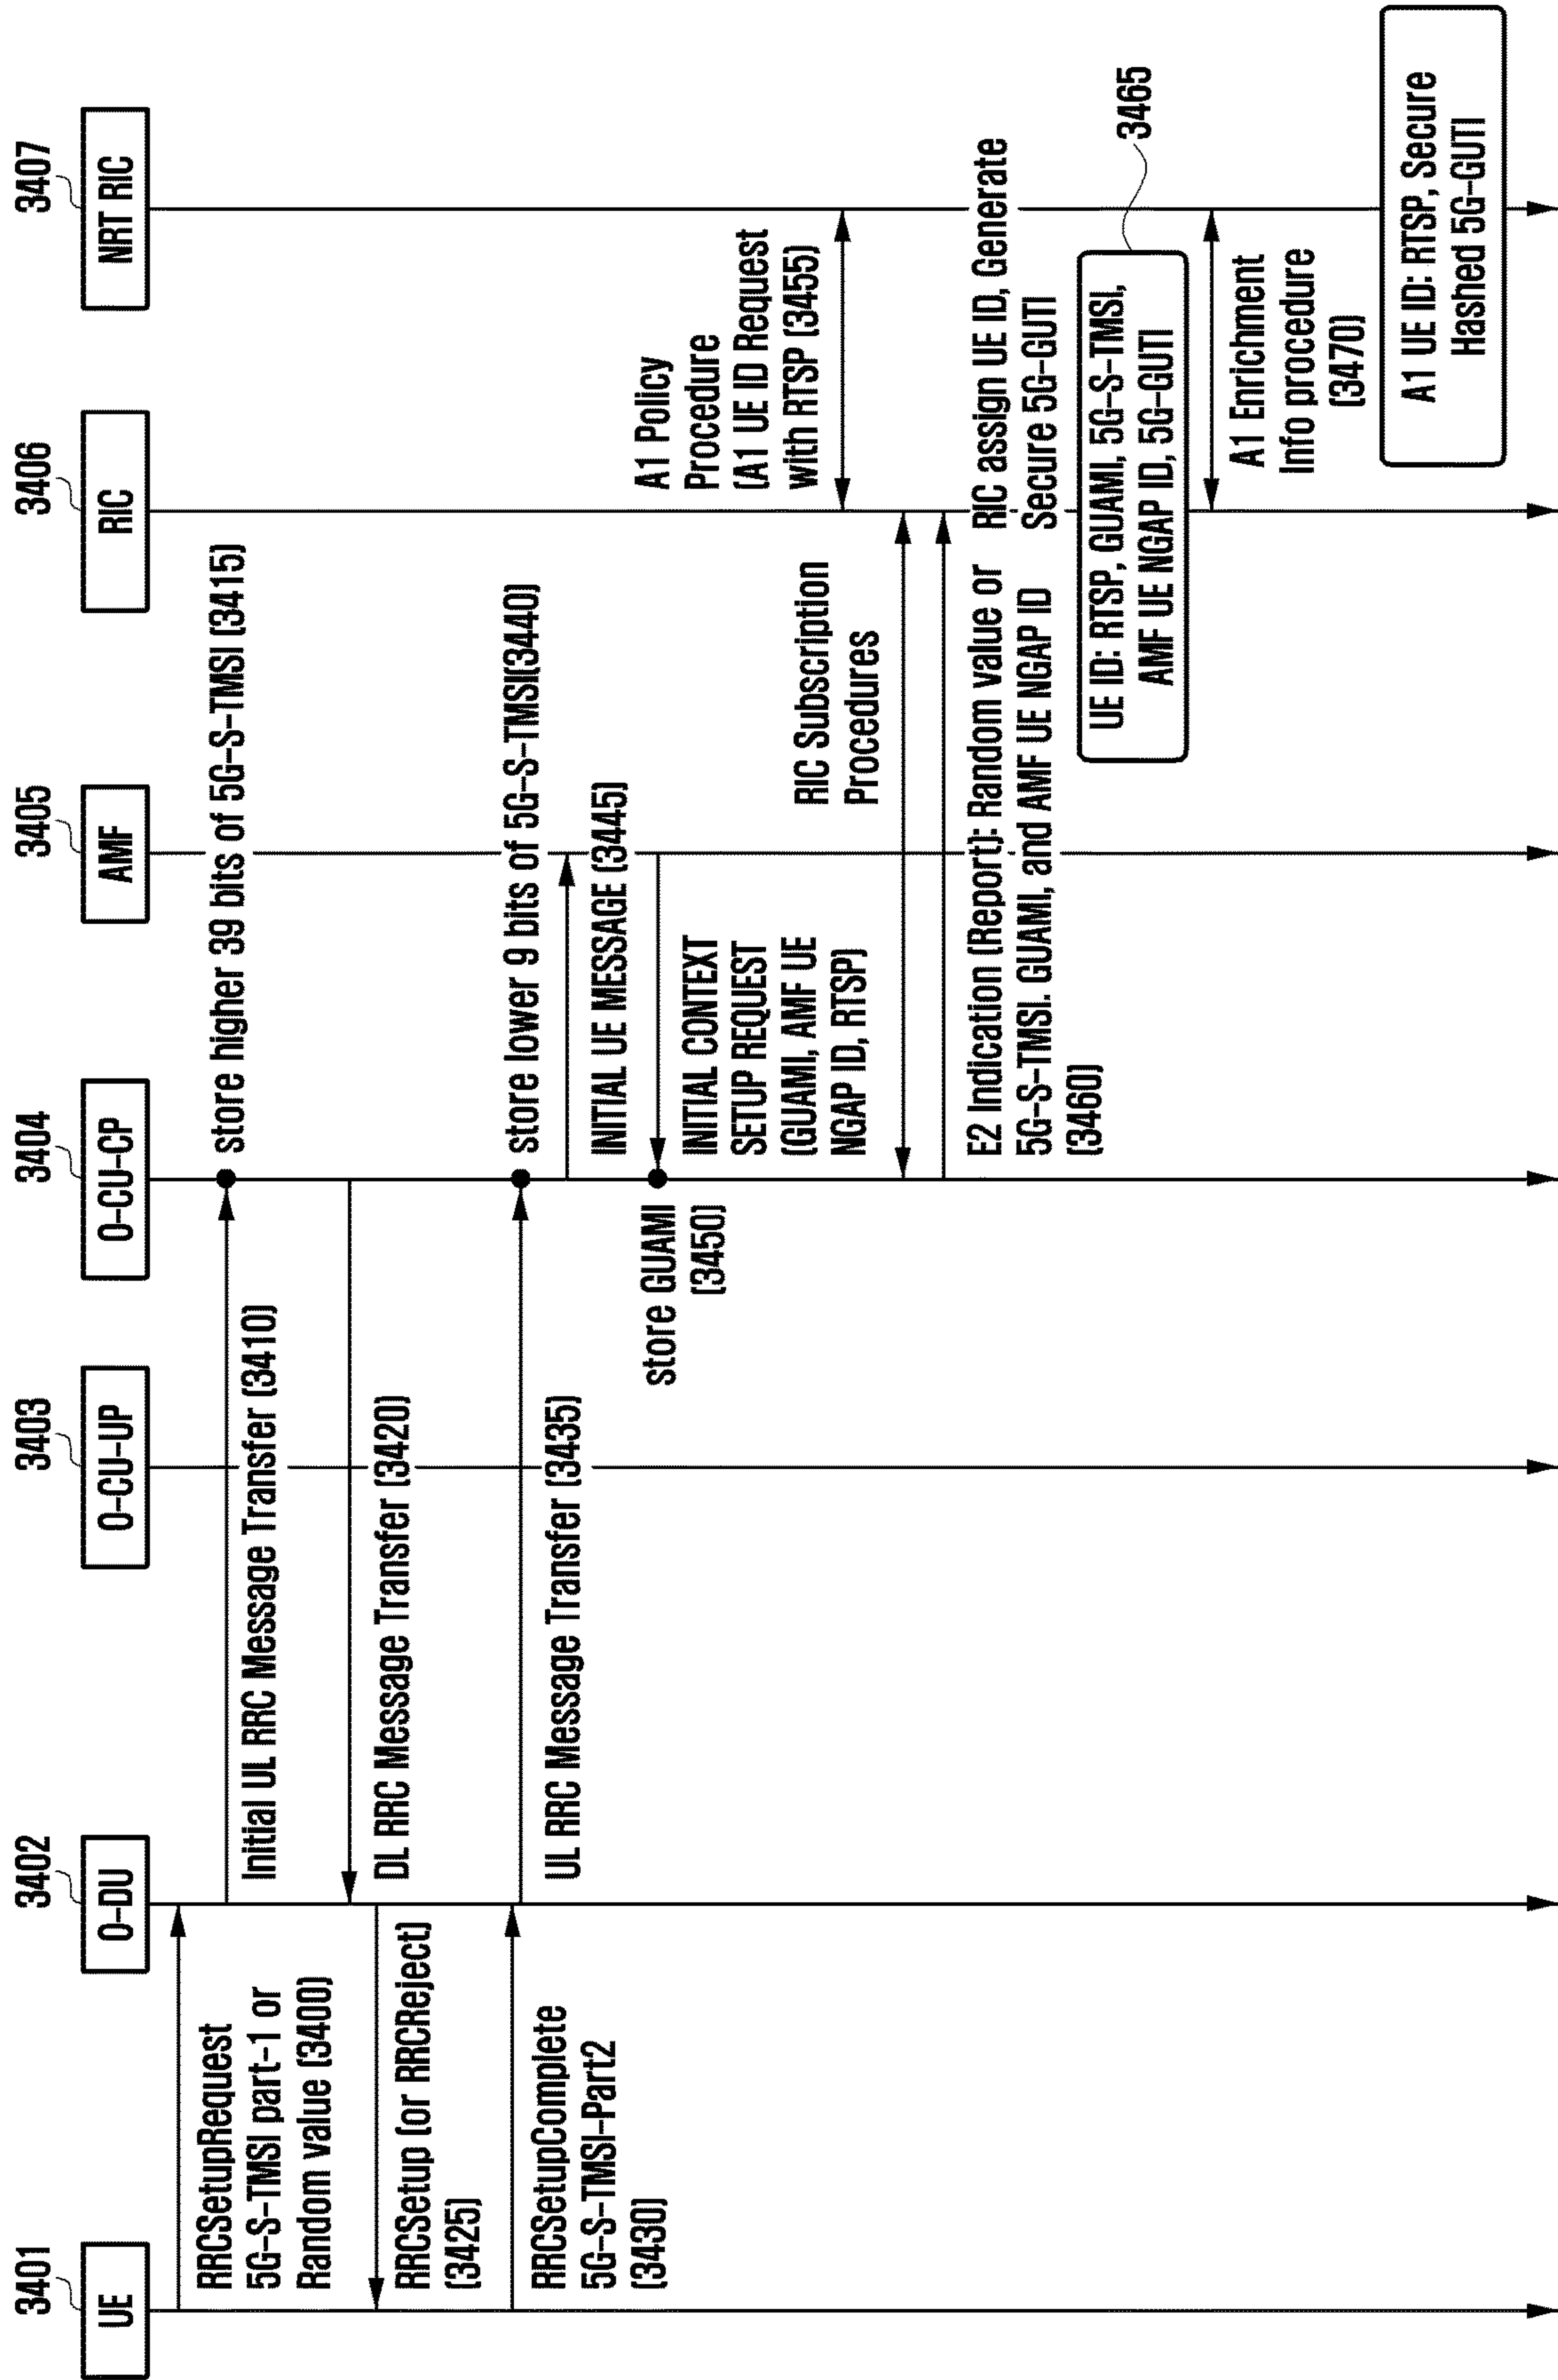 3401
UE
3402
O-DU
3403
O-CU-UP
3404
O-CU-CP
3405
AMF
3406
RIC
3407
NRT RIC
RRCSetupRequest
5G-S-TMSI part-1 or
Random value (3400)
Initial UL RRC Message Transfer (3410)
store higher 39 bits of 5G-S-TMSI (3415)
DL RRC Message Transfer (3420)
RRCSetup (or RRCReject)
(3425)
RRCSetupComplete
5G-S-TMSI-Part2
(3430)
UL RRC Message Transfer (3435)
store lower 9 bits of 5G-S-TMSI(3440)
INITIAL UE MESSAGE (3445)
INITIAL CONTEXT
SETUP REQUEST
(GUAMI, AMF UE
NGAP ID, RTSP)
store GUAMI
(3450)
A1 Policy
Procedure
(A1 UE ID Request
with RTSP (3455)
RIC Subscription
Procedures
E2 Indication (Report): Random value or
5G-S-TMSI. GUAMI, and AMF UE NGAP ID
(3460)
RIC assign UE ID, Generate
Secure 5G-GUTI
3465
UE ID: RTSP, GUAMI, 5G-S-TMSI,
AMF UE NGAP ID, 5G-GUTI
A1 Enrichment
Info procedure
(3470)
A1 UE ID: RTSP, Secure
Hashed 5G-GUTI